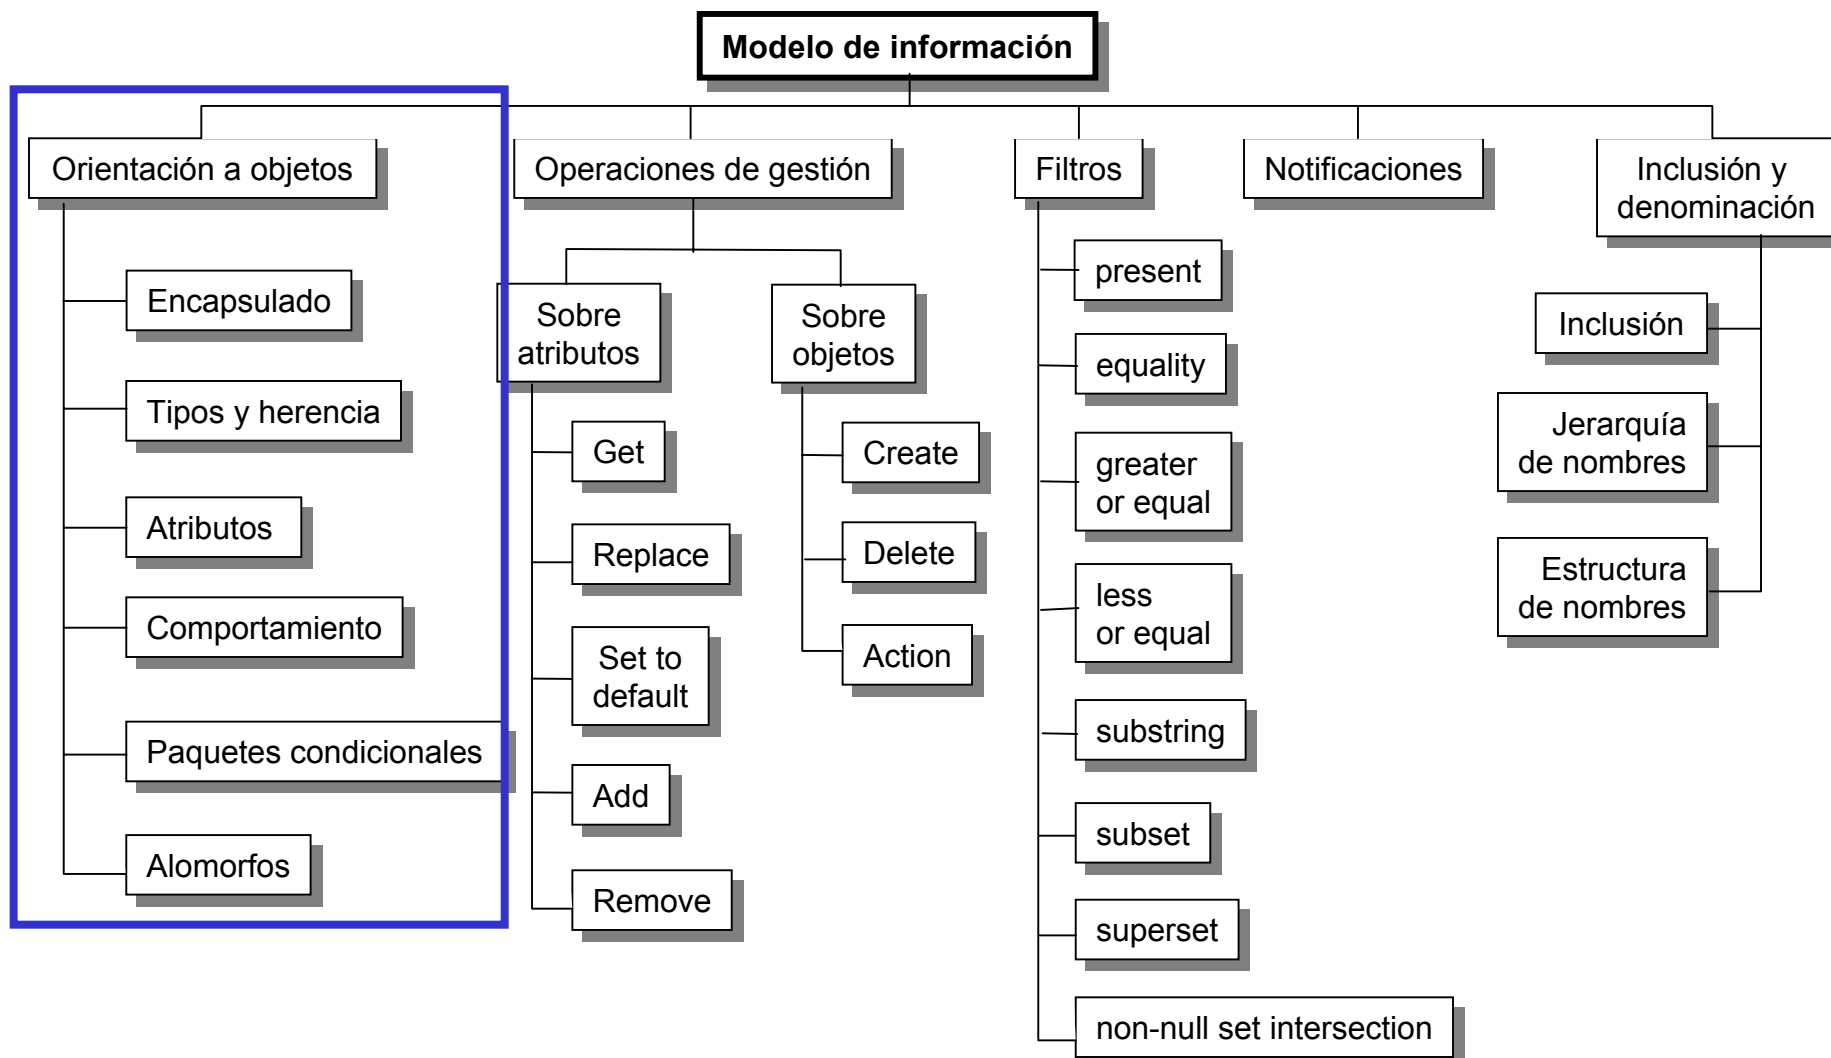 Modelo de información
Orientación a objetos
Encapsulado
Tipos y herencia
Atributos
Comportamiento
Paquetes condicionales
Alomorfos
Operaciones de gestión
Sobre
atributos
Get
Replace
Set to
default
Add
Remove
Sobre
objetos
Create
Delete
Action
Filtros
present
equality
greater
or equal
less
or equal
substring
subset
superset
non-null set intersection
Notificaciones
Inclusión y
denominación
Inclusión
Jerarquía
de nombres
Estructura
de nombres